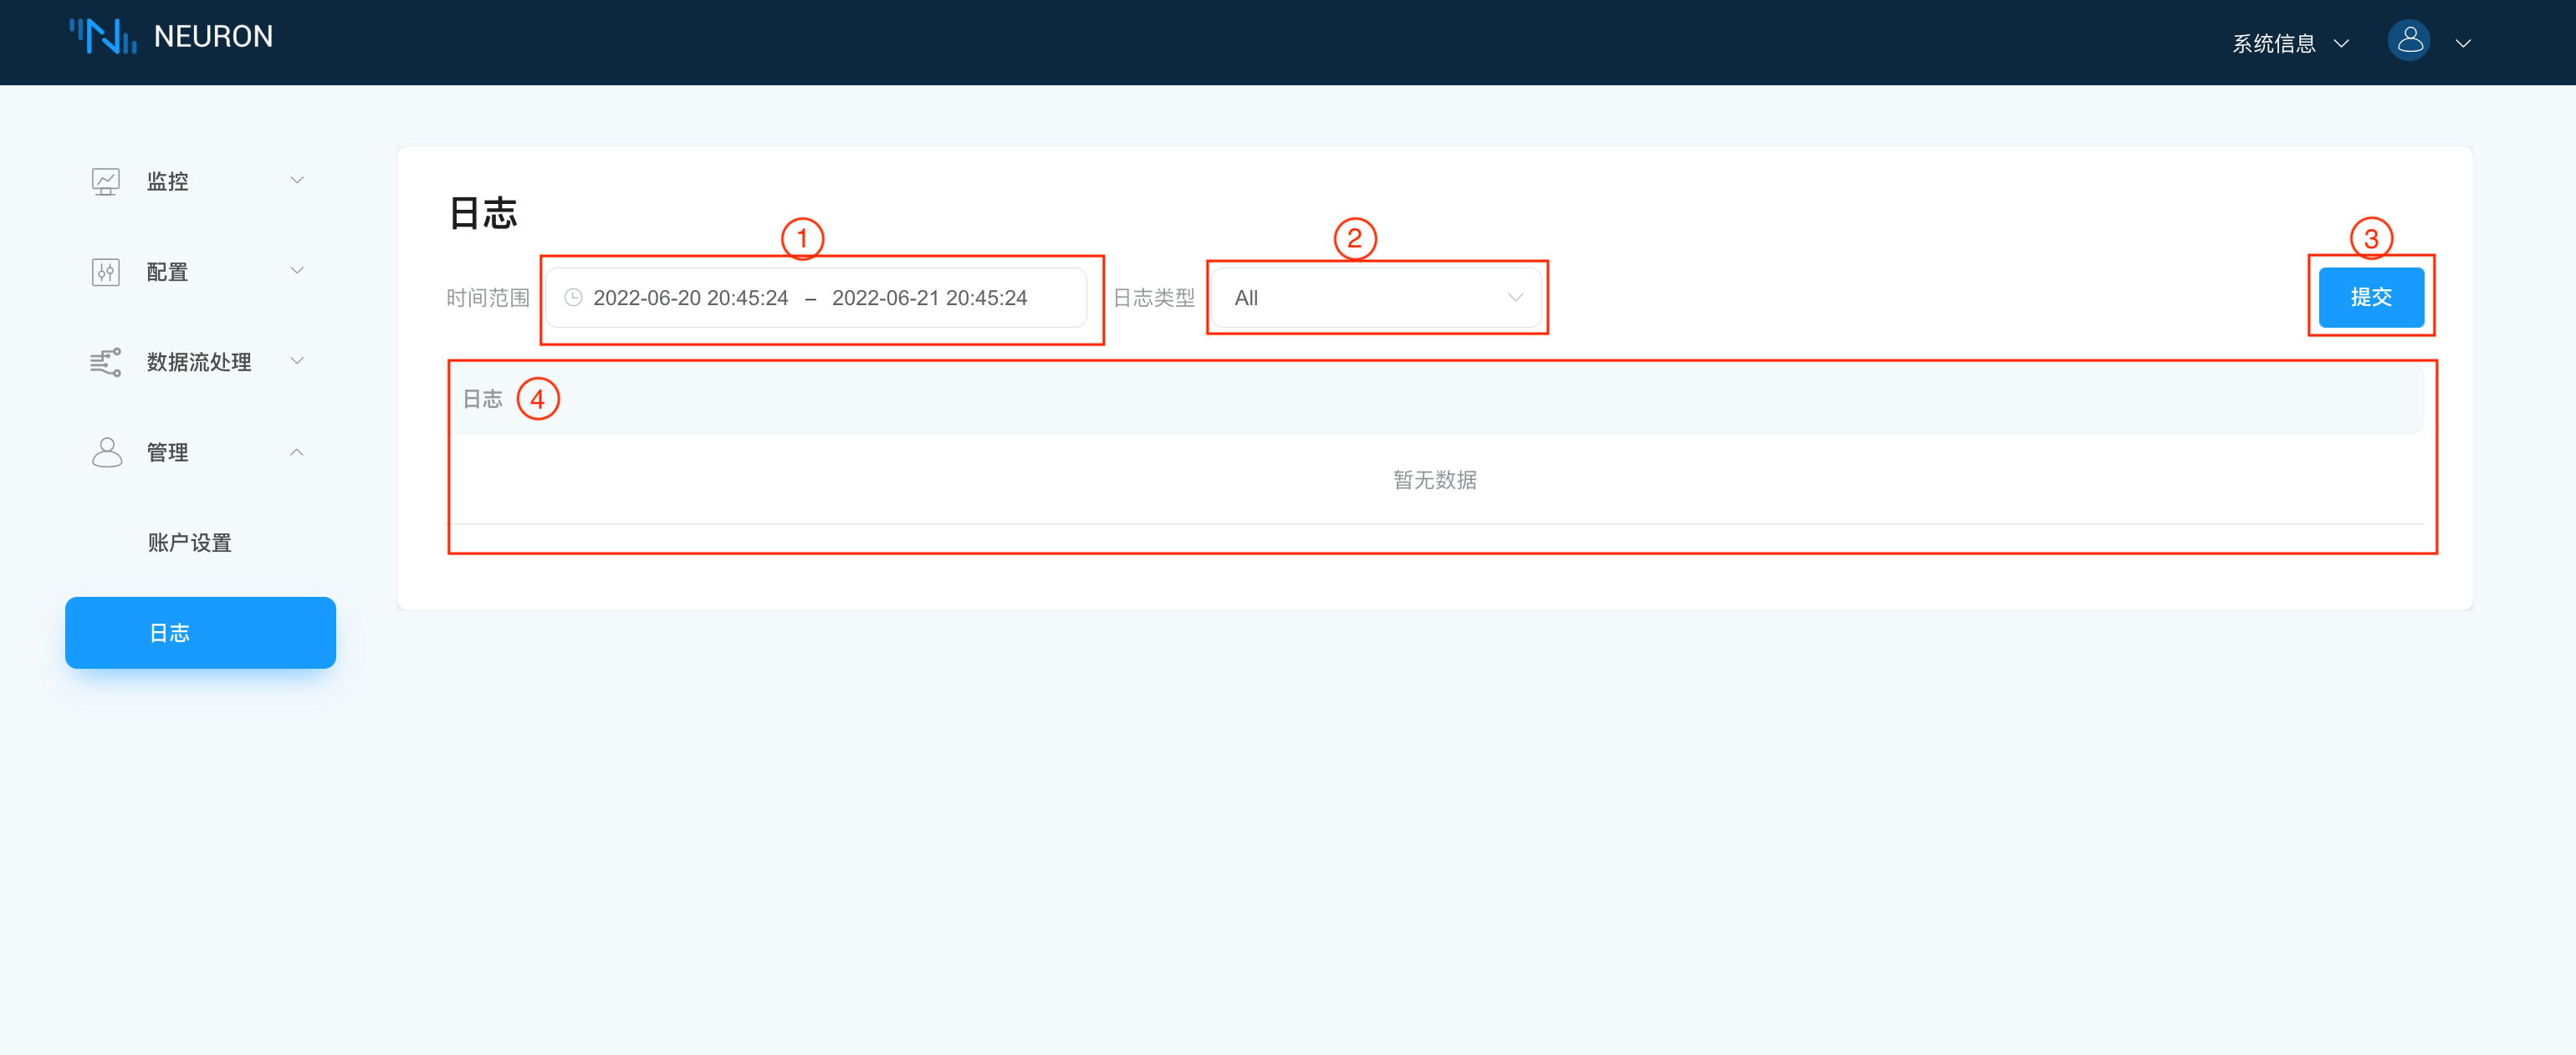 NEURON
系统信息
监控
配置
数据流处理
管理
账户设置
日志
日志
1
2
3
时间范围 2022-06-20 20:45:24 – 2022-06-21 20:45:24 日志类型 All 提交
日志 4
暂无数据